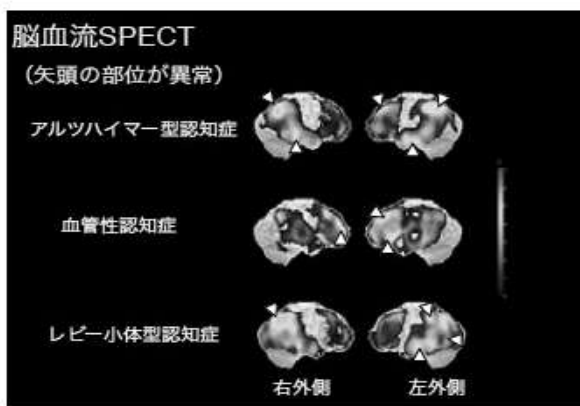 脳血流SPECT
（矢頭の部位が異常）
アルツハイマー型認知症
血管性認知症
レビー小体型認知症
右外側 左外側